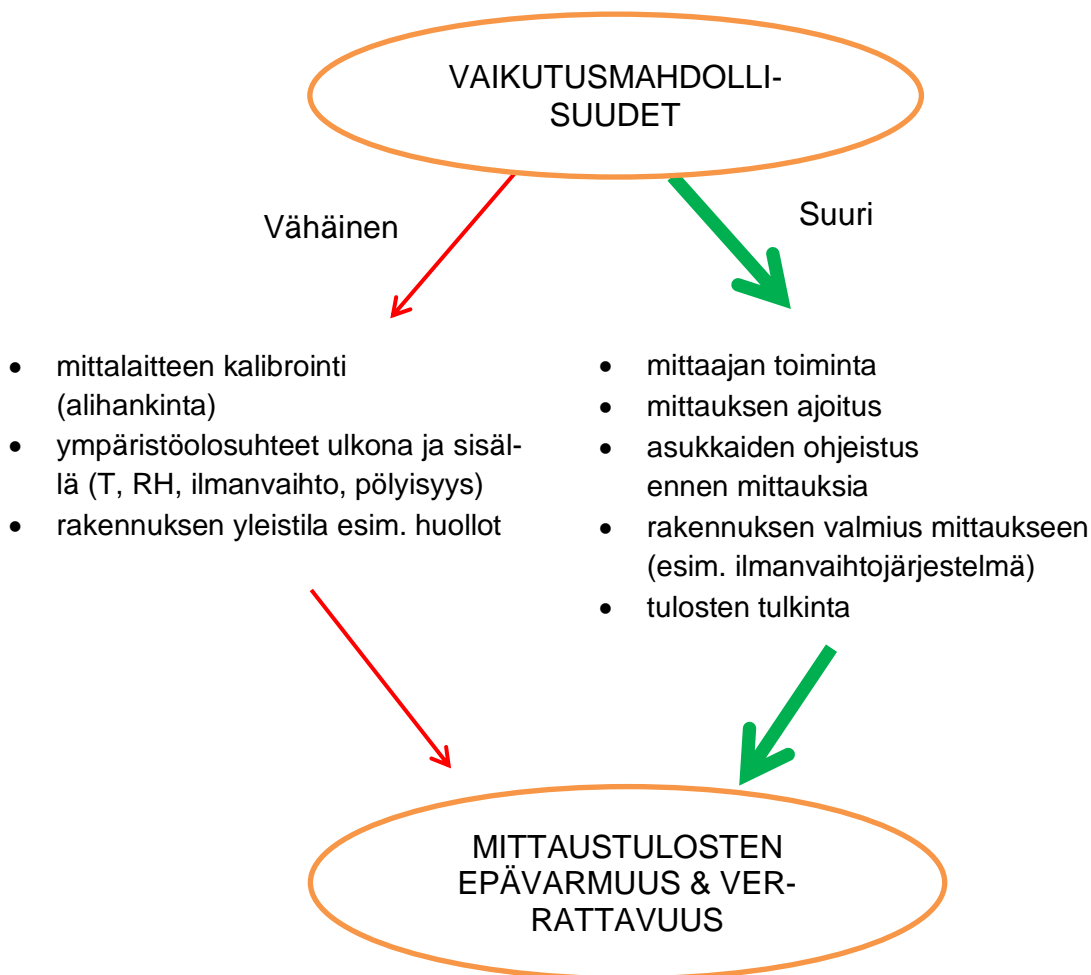 VAIKUTUSMAHDOLLI-
SUUDET
Vähäinen
Suuri
• mittalaitteen kalibrointi
(alihankinta)
• ympäristöolosuhteet ulkona ja sisäl-
lä (T, RH, ilmanvaihto, pölyisyys)
• rakennuksen yleistila esim. huollot
• mittaajan toiminta
• mittauksen ajoitus
• asukkaiden ohjeistus
ennen mittauksia
• rakennuksen valmius mittaukseen
(esim. ilmanvaihtojärjestelmä)
• tulosten tulkinta
MITTAUSTULOSTEN
EPÄVARMUUS & VER-
RATTAVUUS